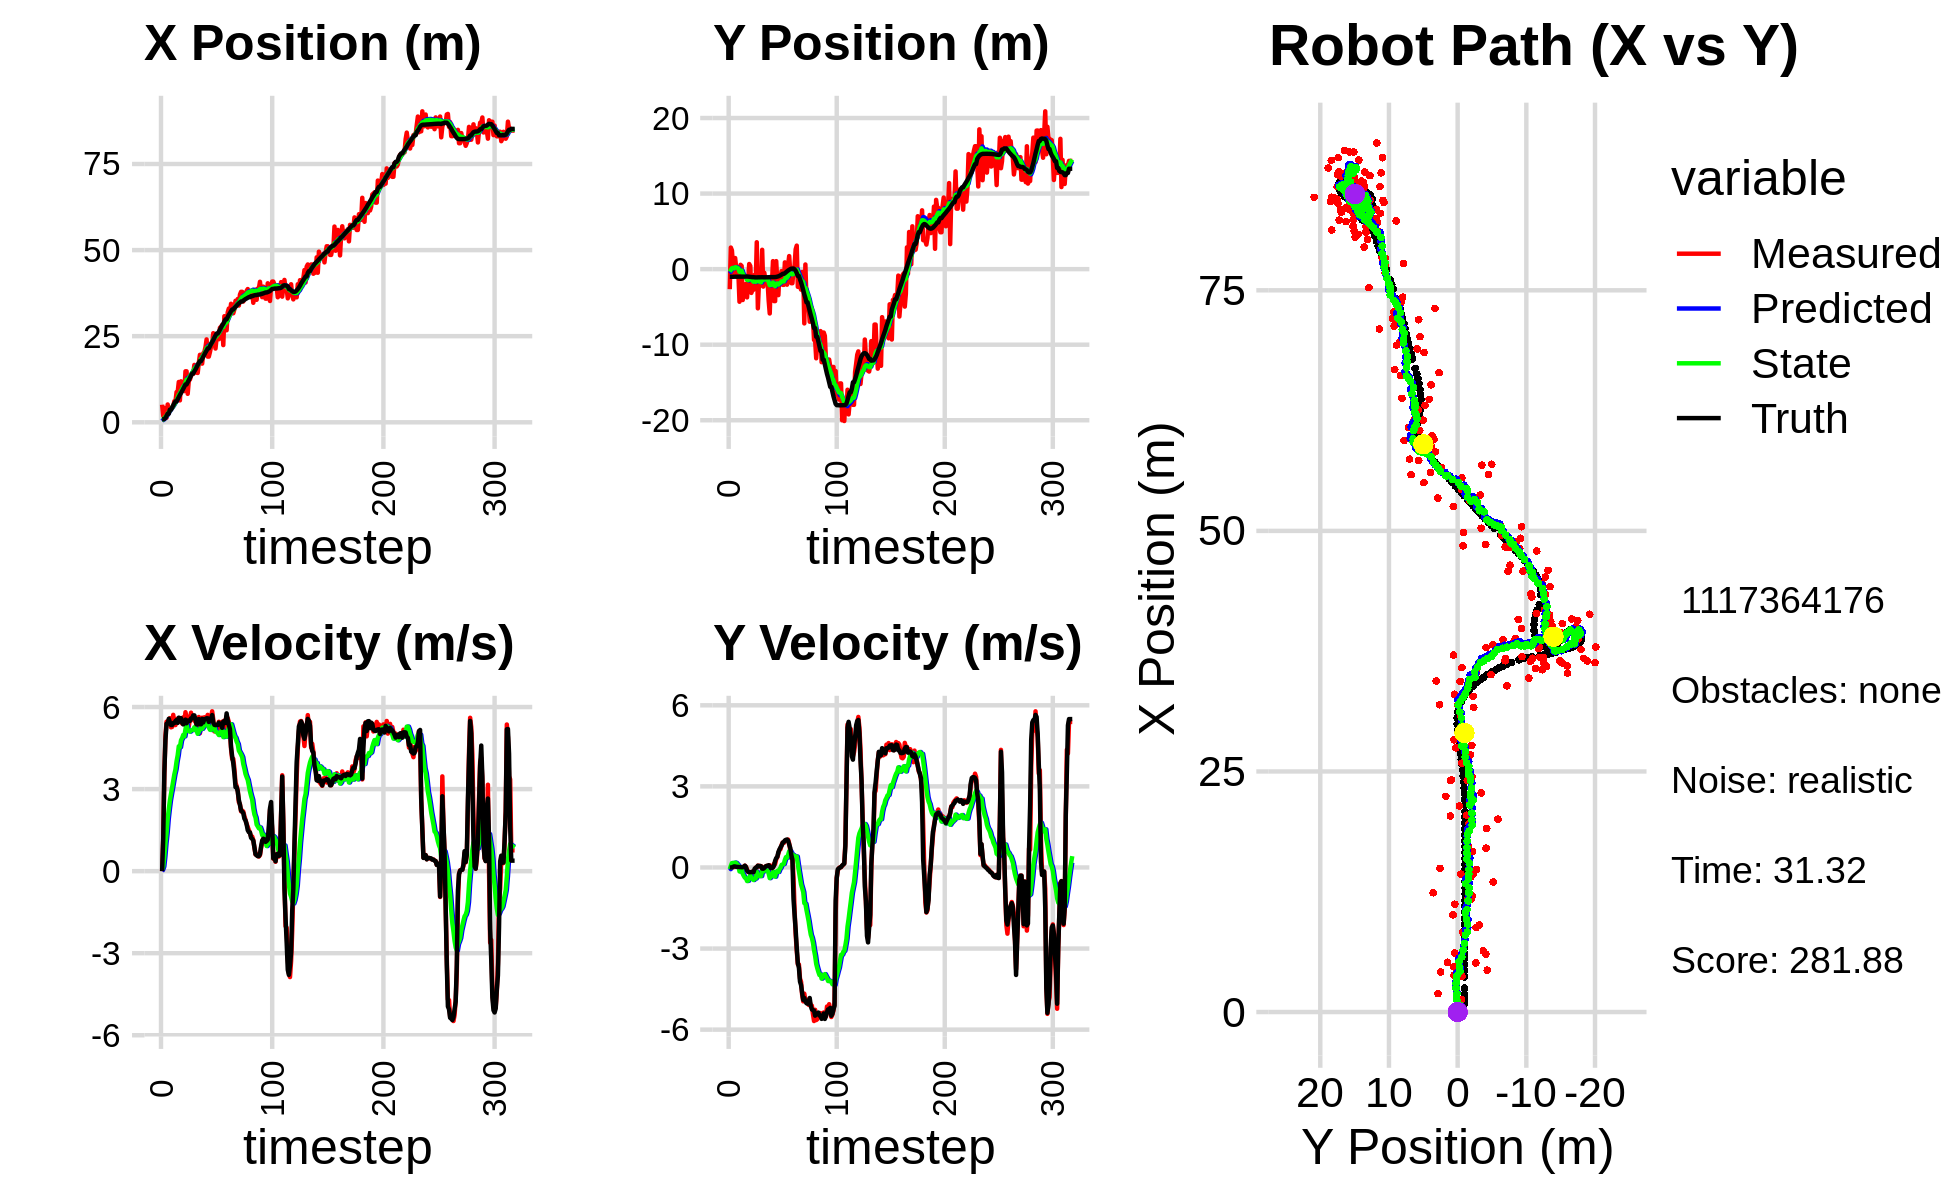 X Position (m)
75
50
25
0
0 100 200 300
timestep
Y Position (m)
20
10
0
-10
-20
0 100 200 300
timestep
X Velocity (m/s)
6
3
0
-3
-6
0 100 200 300
timestep
Y Velocity (m/s)
6
3
0
-3
-6
0 100 200 300
timestep
Robot Path (X vs Y)
X Position (m)
75
50
25
0
20 10 0 -10 -20
Y Position (m)
variable
Measured
Predicted
State
Truth
1117364176
Obstacles: none
Noise: realistic
Time: 31.32
Score: 281.88